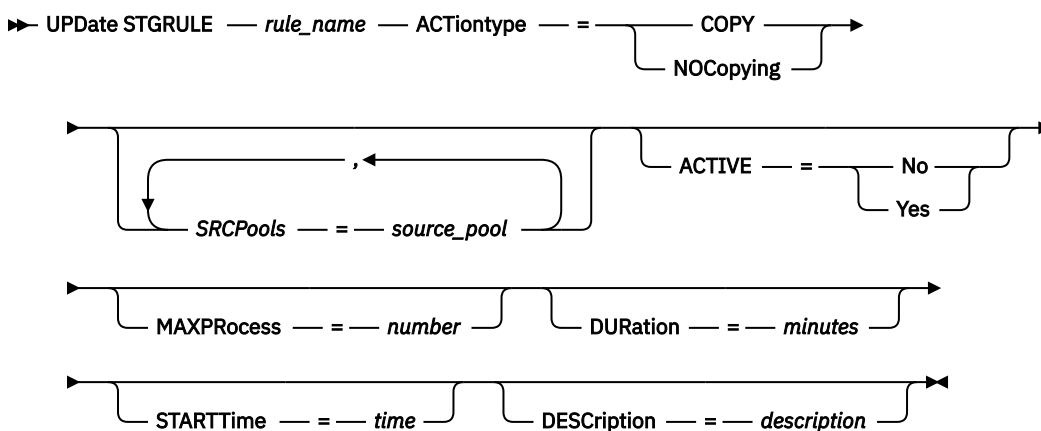 UPDate STGRULE rule_name ACTiontype = COPY
NOCopying
,
SRCPools = source_pool
ACTIVE = No
Yes
MAXPRocess = number DURation = minutes
STARTTime = time DESCription = description